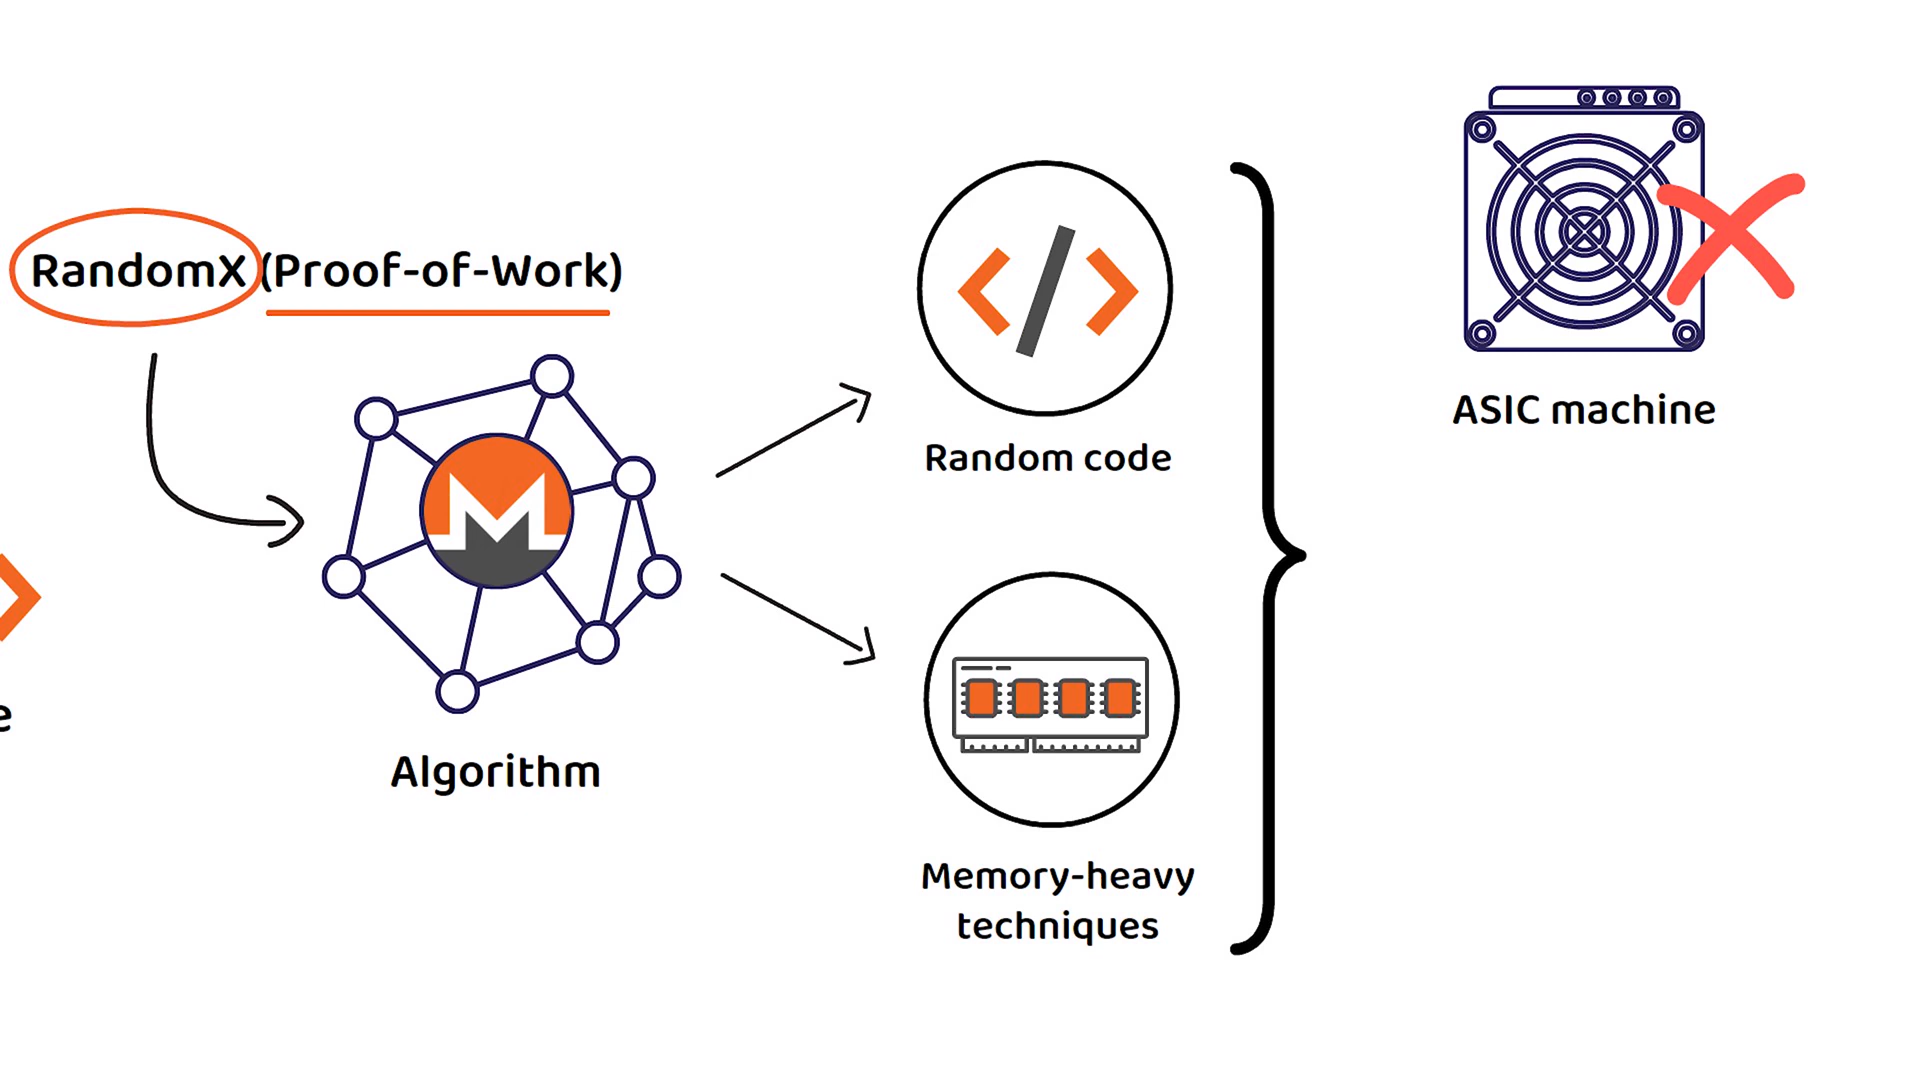 RandomX (Proof-of-Work)
Algorithm
Random code
Memory-heavy
techniques
ASIC machine
e